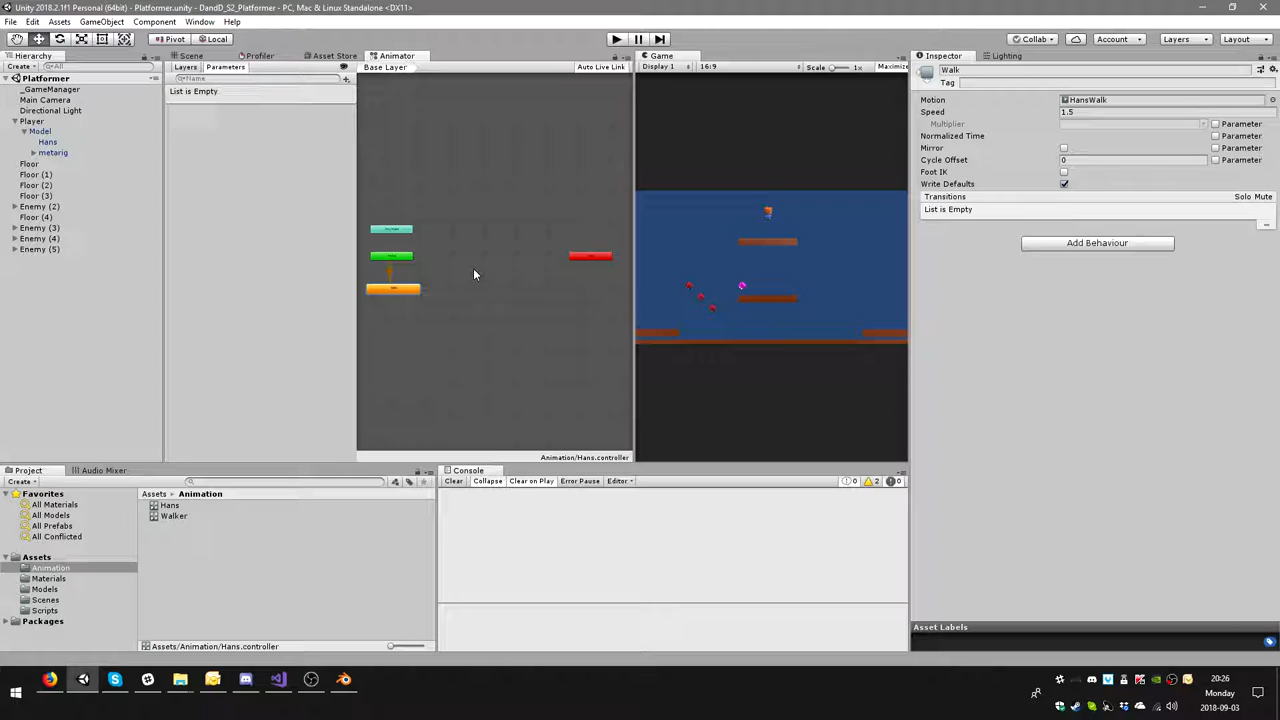 Unity 2018.2.1f1 Personal (64bit) - Platformer.unity - DandD_S2_Platformer - PC, Mac & Linux Standalone <DX11>
File Edit Assets GameObject Component Window Help
Pivot Local Collab Account Layers Layout
Hierarchy Scene Profiler Asset Store Animator Game Inspector Lighting
Create All Layers Parameters Base Layer Auto Live Link Display 1 16:9 Scale 1x Maximize Walk
Platformer Name Tag
_GameManager List is Empty
Main Camera Motion HansWalk
Directional Light Speed 1.5
Player Multiplier Parameter
Model Normalized Time Parameter
Hans Mirror Parameter
metarig Cycle Offset 0 Parameter
Floor Foot IK
Floor (1) Write Defaults
Floor (2) Transitions Solo Mute
Floor (3) List is Empty
Enemy (2)
Floor (4)
Enemy (3)
Enemy (4) Add Behaviour
Enemy (5)
Animation/Hans.controller
Project Audio Mixer Console
Create Clear Collapse Clear on Play Error Pause Editor 0 2 0
Favorites Assets Animation
All Materials Hans
All Models Walker
All Prefabs
All Conflicted
Assets
Animation
Materials
Models
Scenes
Scripts
Packages
Asset Labels
Assets/Animation/Hans.controller
20:26
Monday
2018-09-03